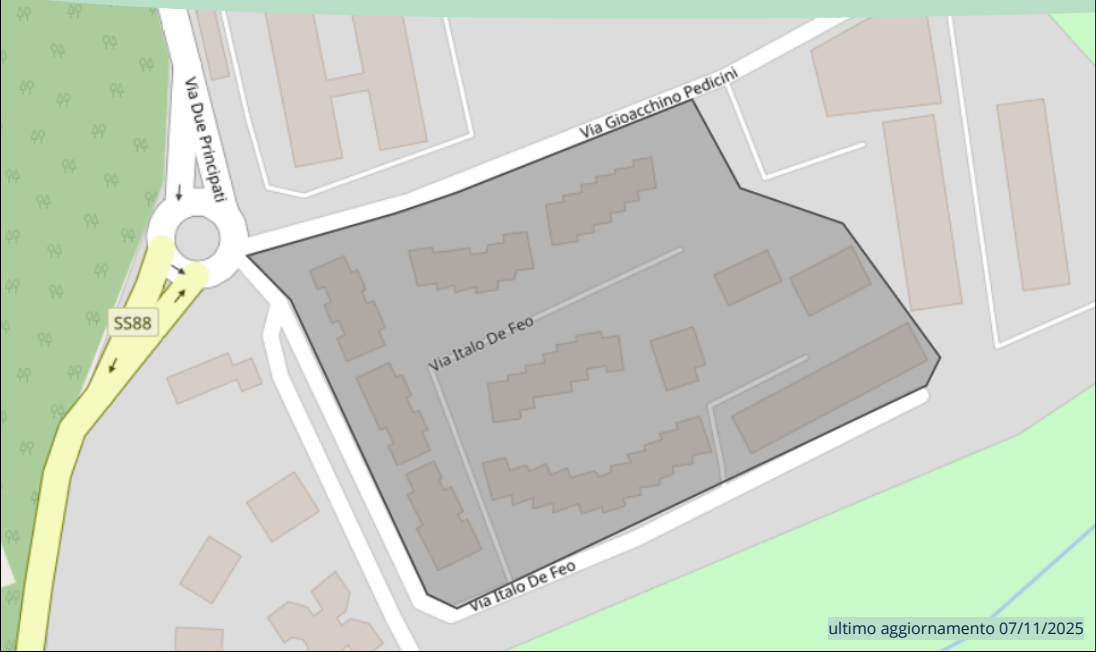 Via Due Principati
Via Gioacchino Pedicini
SS88
Via Italo De Feo
Via Italo De Feo
ultimo aggiornamento 07/11/2025